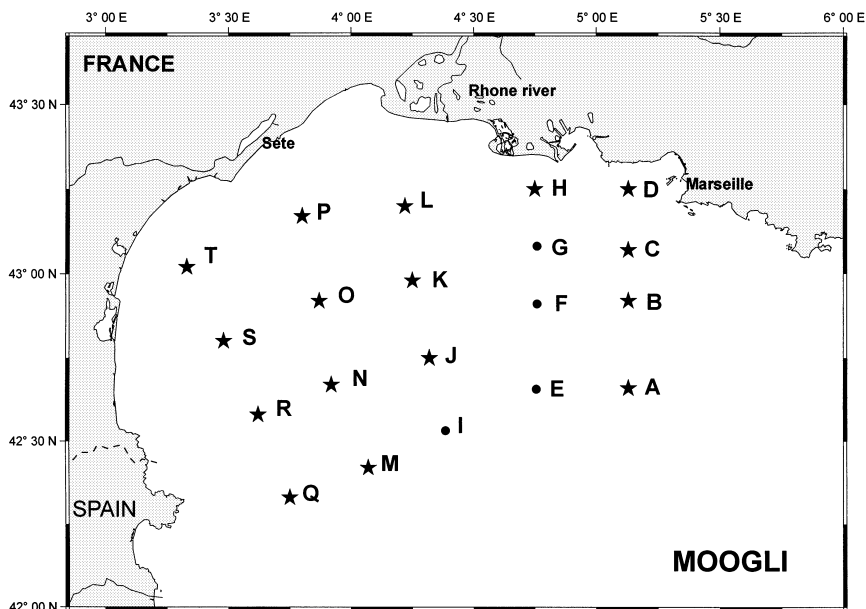 3° 00' E 3° 30' E 4° 00' E 4° 30' E 5° 00' E 5° 30' E 6° 00 E
FRANCE
43° 30' N
Rhone river
Séte
Marseille
H D
P L
T G C
43° 00' N
K
O F B
S J
N E A
R I
42° 30' N
M
Q
SPAIN
MOOGLI
42° 00 N